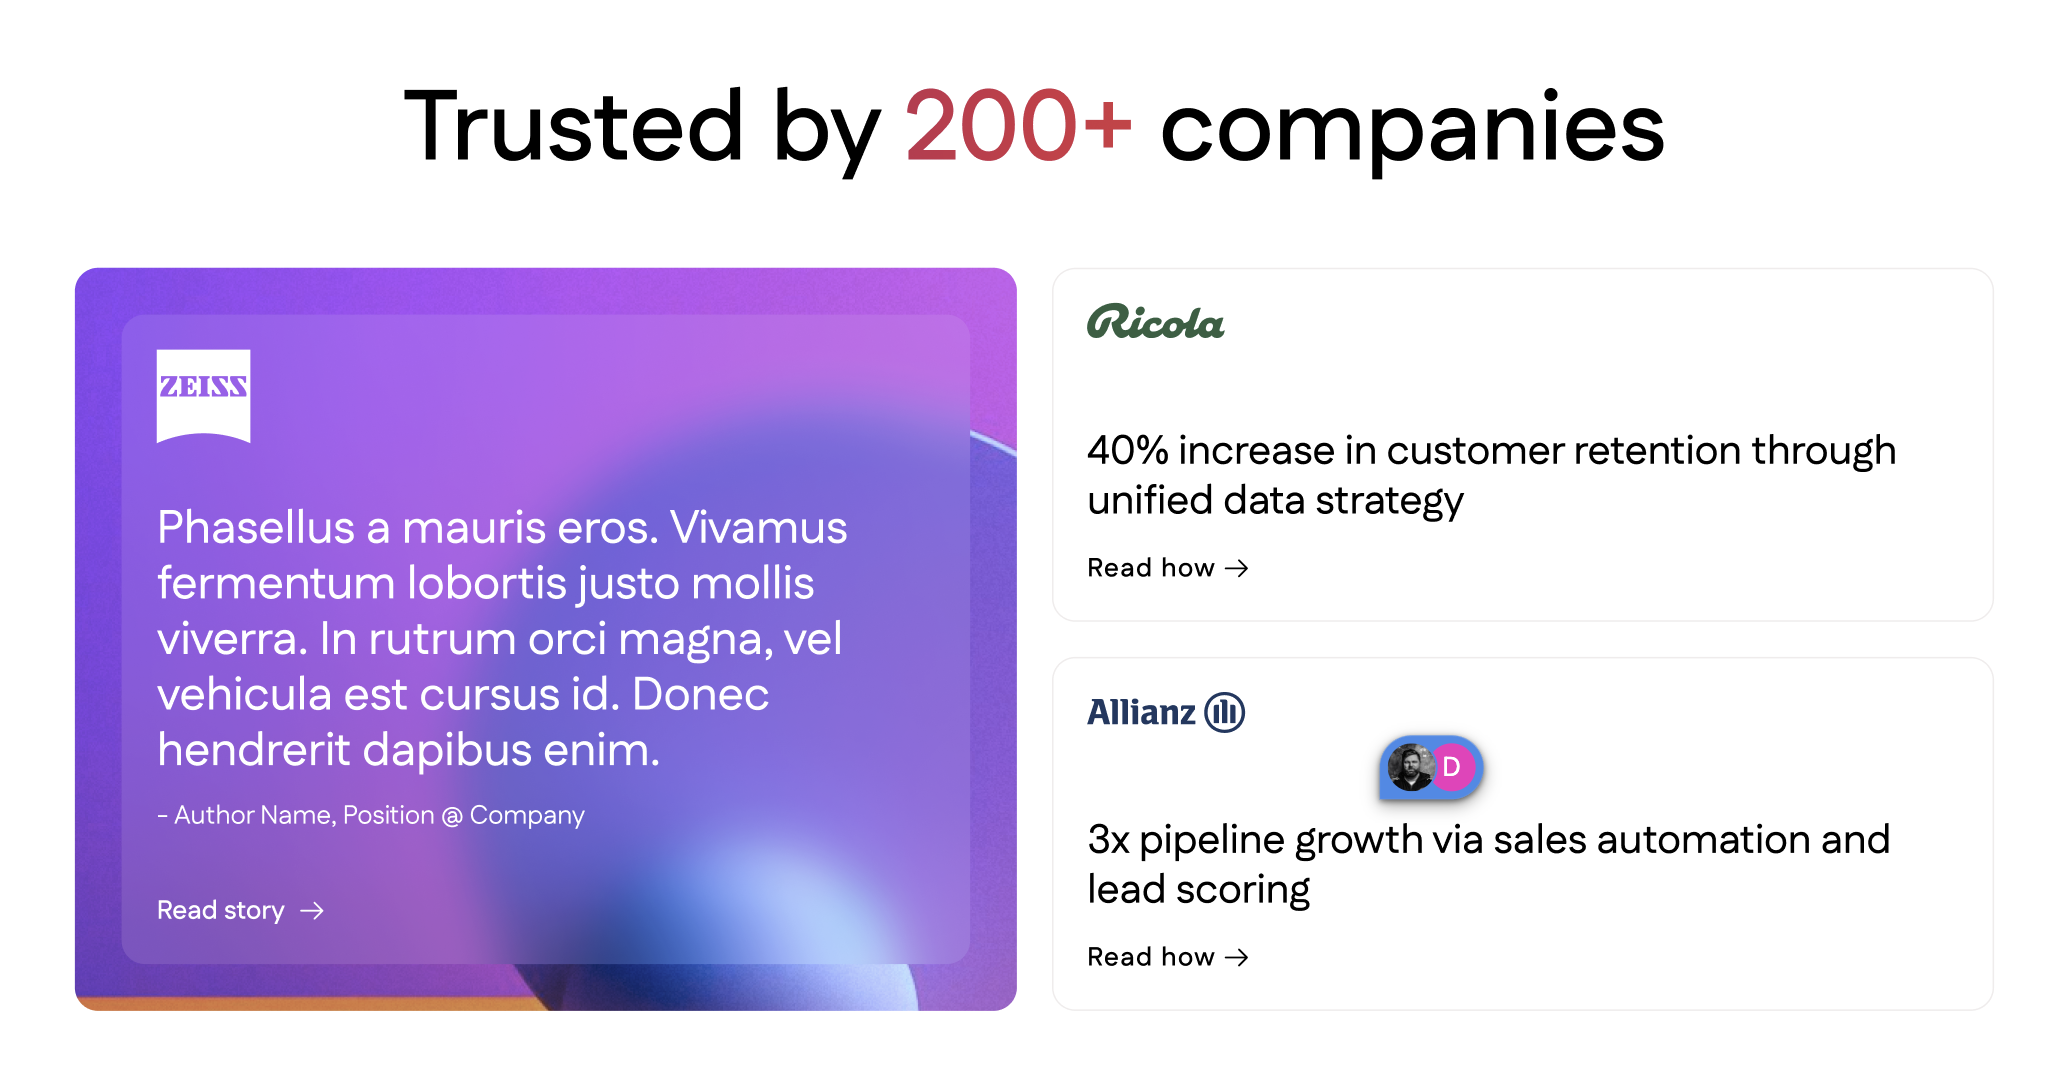 Trusted by 200+ companies
ZEISS
Phasellus a mauris eros. Vivamus
fermentum lobortis justo mollis
viverra. In rutrum orci magna, vel
vehicula est cursus id. Donec
hendrerit dapibus enim.
- Author Name, Position @ Company
Read story →
Ricola
40% increase in customer retention through
unified data strategy
Read how →
Allianz
D
3x pipeline growth via sales automation and
lead scoring
Read how →